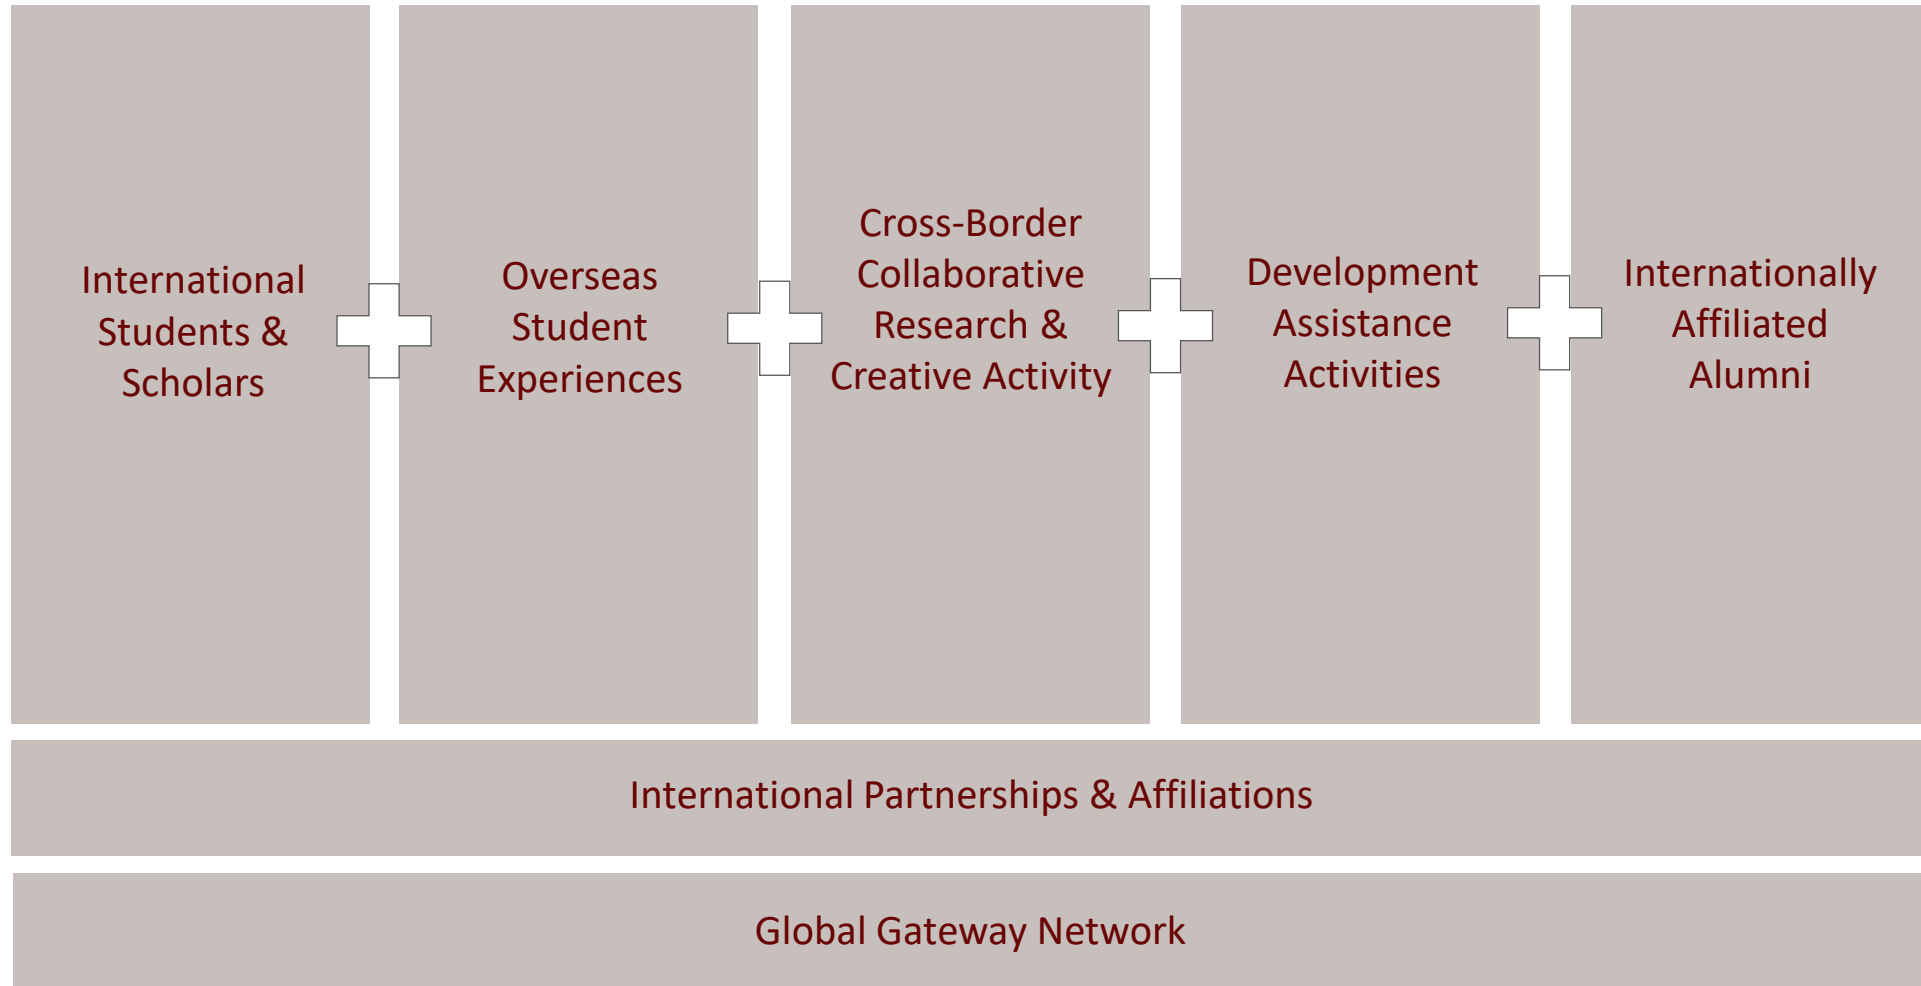 International
Students &
Scholars
Overseas
Student
Experiences
Cross-Border
Collaborative
Research &
Creative Activity
Development
Assistance
Activities
Internationally
Affiliated
Alumni
International Partnerships & Affiliations
Global Gateway Network